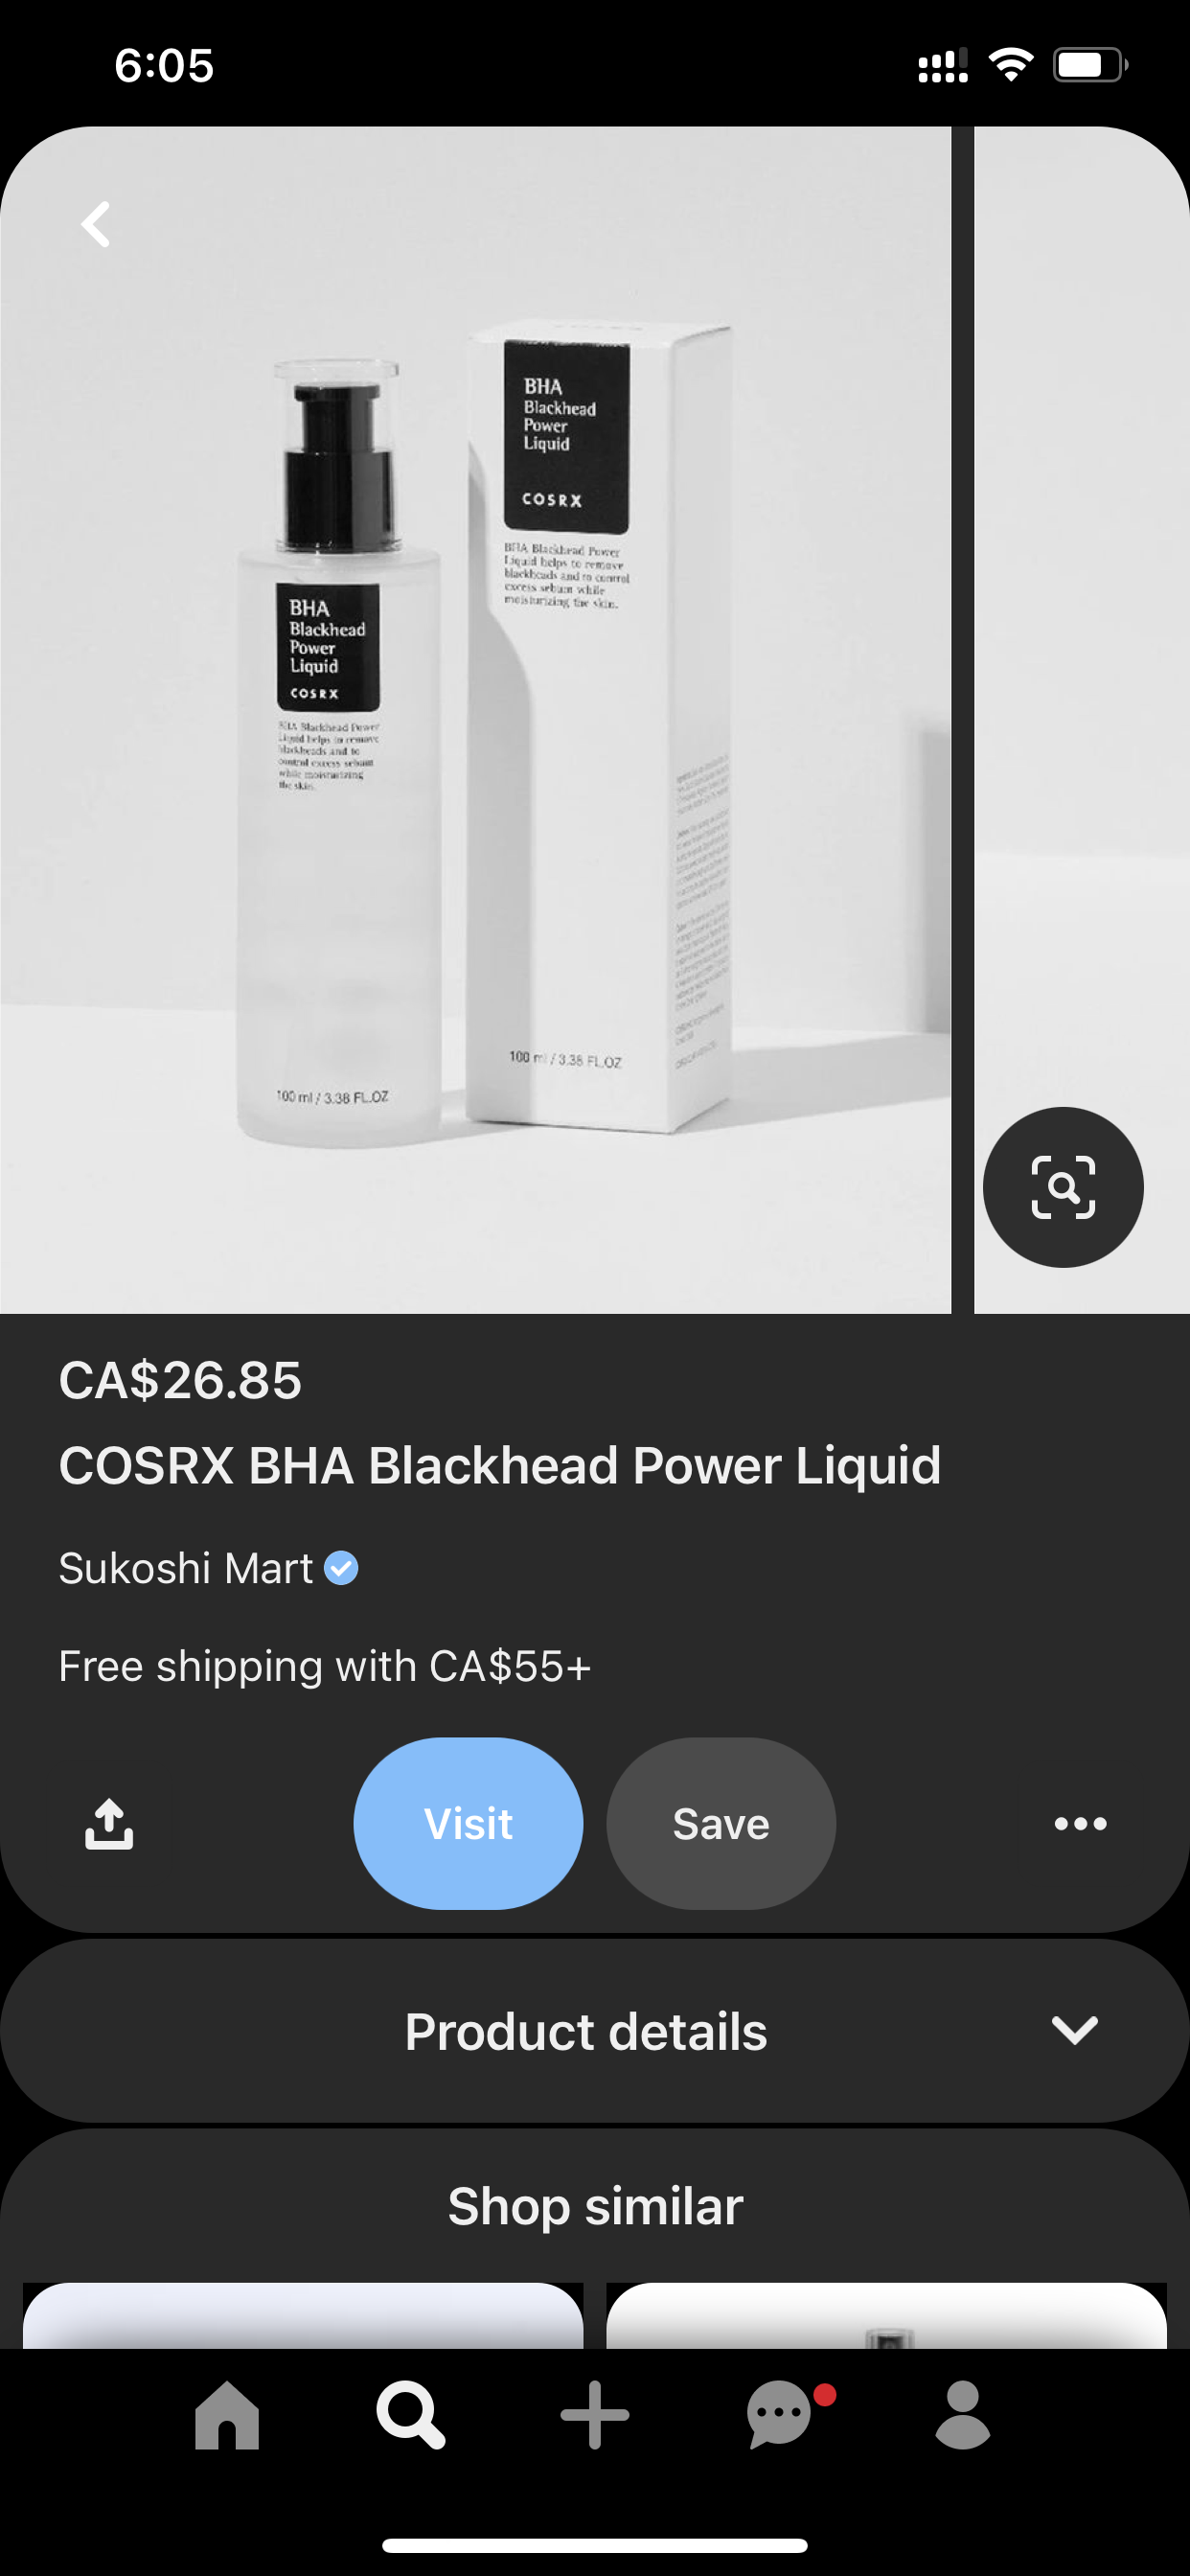 6:05
BHA
Blackhead
Power
Liquid
COSRX
BHA Blackhead Power
Liquid helps to remove
blackheads and to control
excess sebum while
moisturizing the skin.
100 ml / 3.38 FL.OZ
BHA
Blackhead
Power
Liquid
COSRX
BHA Blackhead Power
Liquid helps to remove
blackheads and to
control excess sebum
while moisturizing
the skin.
100 ml / 3.38 FL.OZ
CA$26.85
COSRX BHA Blackhead Power Liquid
Sukoshi Mart
Free shipping with CA$55+
Visit
Save
Product details
Shop similar